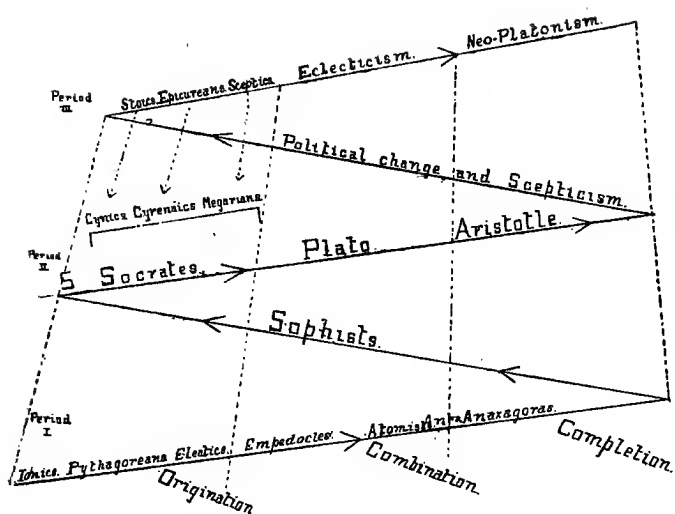 Neo-Platonism.
Eclecticism.
Stoics. Epicureans Sceptics
Period
III
Political change and Scepticism.
Cynics Cyrenaics Megarians
Period
II
S Socrates.
Plato.
Aristotle.
Sophists.
Period
I
Ionics. Pythagoreans Eleatics. Empedocles. Atomists Anaxagoras.
Origination
Combination.
Completion.